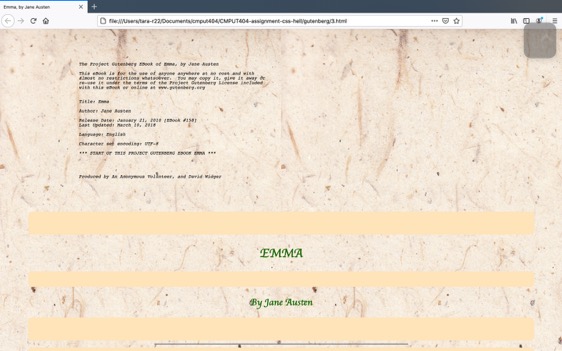 Emma, by Jane Austen
file:///Users/tara-r22/Documents/cmput404/CMPUT404-assignment-css-hell/gutenberg/3.html
The Project Gutenberg EBook of Emma, by Jane Austen
This eBook is for the use of anyone anywhere at no cost and with
almost no restrictions whatsoever. You may copy it, give it away or
re-use it under the terms of the Project Gutenberg License included
with this eBook or online at www.gutenberg.org
Title: Emma
Author: Jane Austen
Release Date: January 21, 2010 [EBook #158]
Last Updated: March 10, 2018
Language: English
Character set encoding: UTF-8
*** START OF THIS PROJECT GUTENBERG EBOOK EMMA ***
Produced by An Anonymous Volunteer, and David Widger
EMMA
By Jane Austen